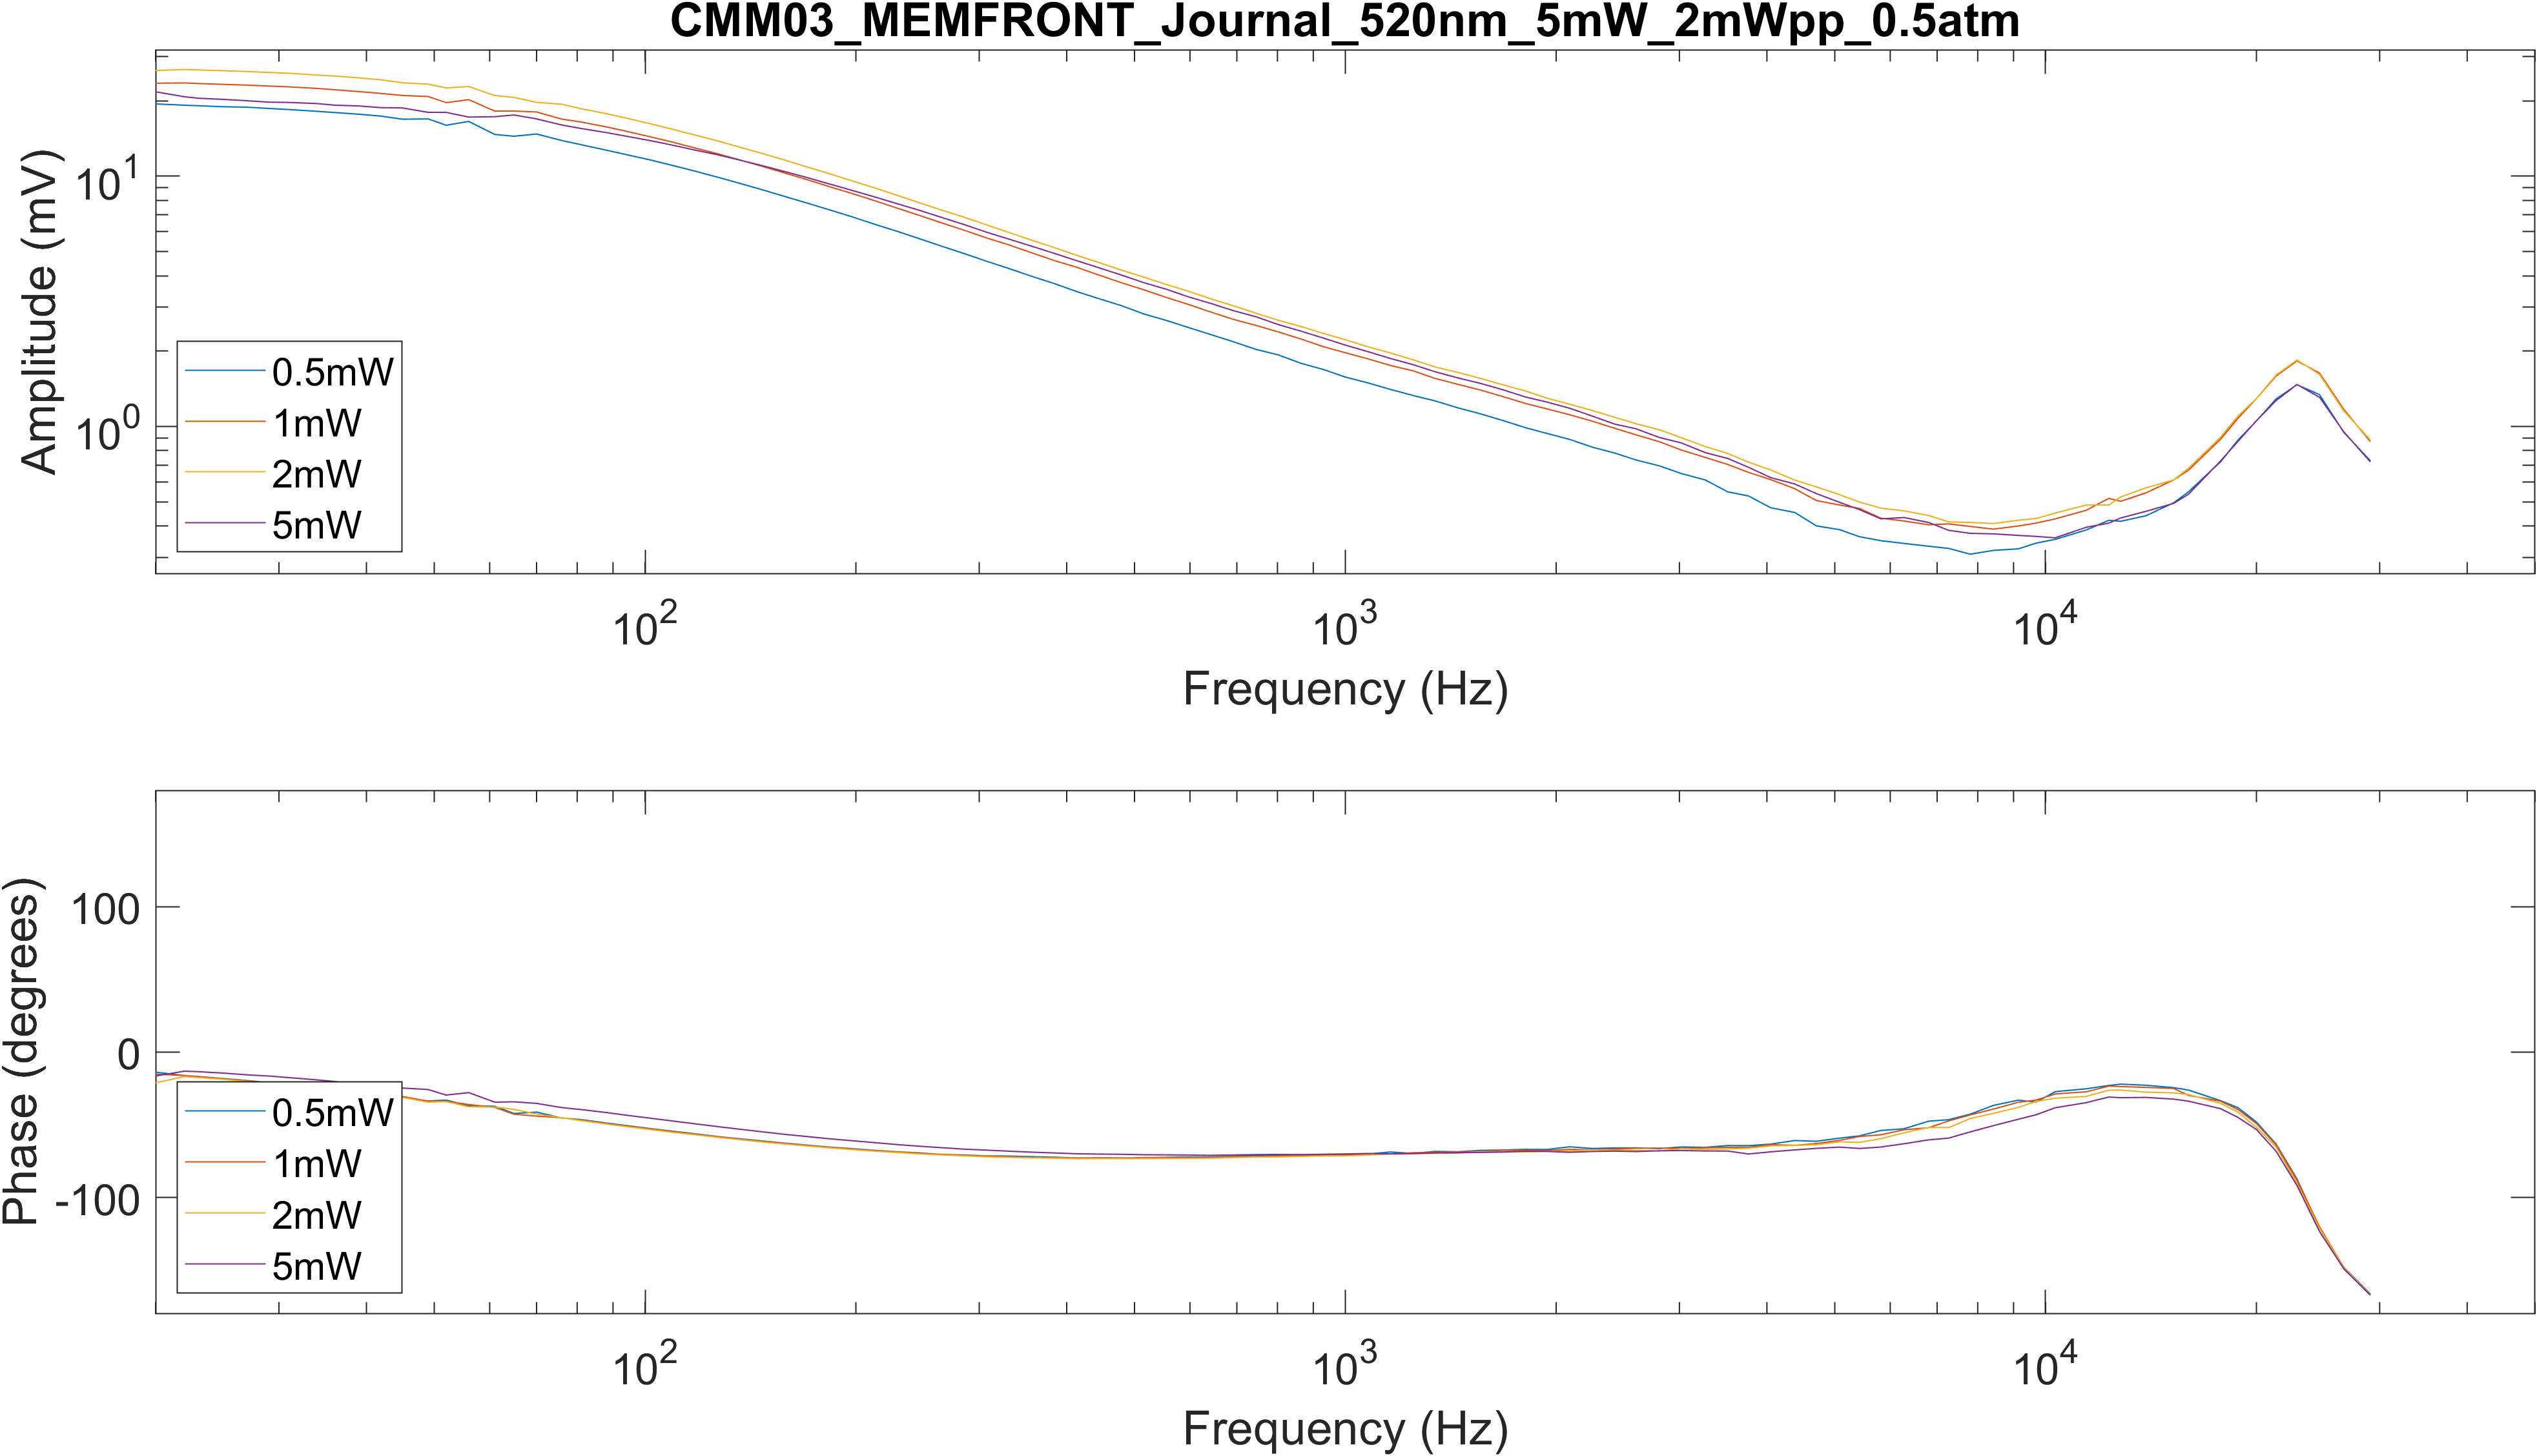 CMM03_MEMFRONT_Journal_520nm_5mW_2mWpp_0.5atm
Amplitude (mV)
10^1
10^0
0.5mW
1mW
2mW
5mW
10^2
10^3
10^4
Frequency (Hz)
Phase (degrees)
100
0
-100
0.5mW
1mW
2mW
5mW
10^2
10^3
10^4
Frequency (Hz)